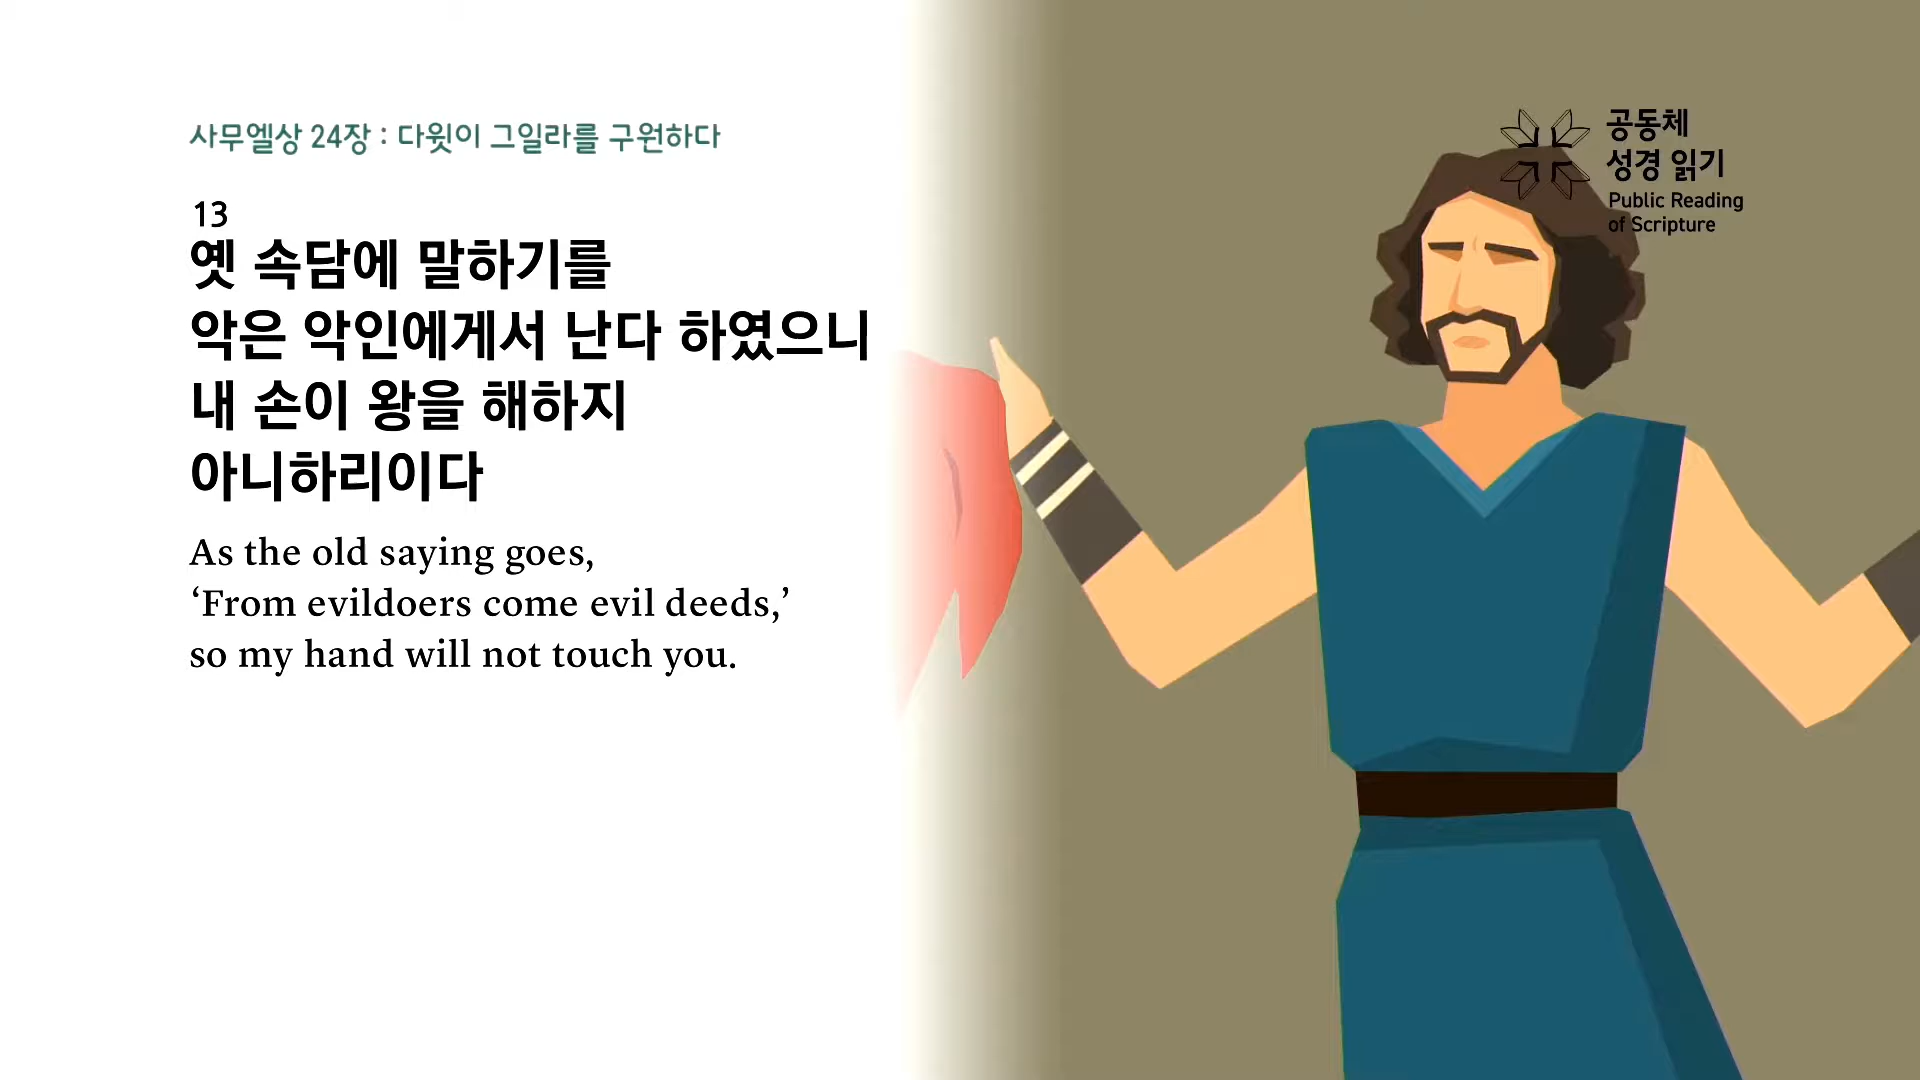 사무엘상 24장 : 다윗이 그일라를 구원하다
13
옛 속담에 말하기를
악은 악인에게서 난다 하였으니
내 손이 왕을 해하지
아니하리이다
As the old saying goes,
‘From evildoers come evil deeds,’
so my hand will not touch you.
공동체
성경 읽기
Public Reading
of Scripture